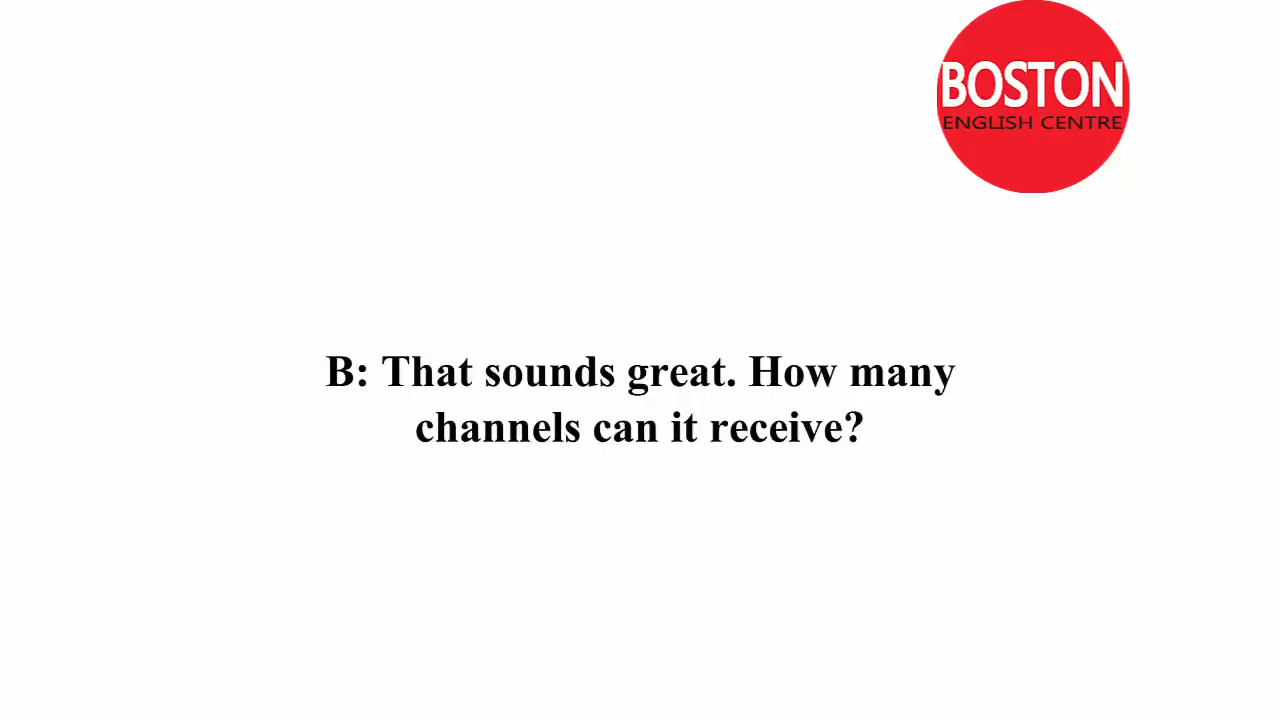 BOSTON
ENGLISH CENTRE
B: That sounds great. How many
channels can it receive?